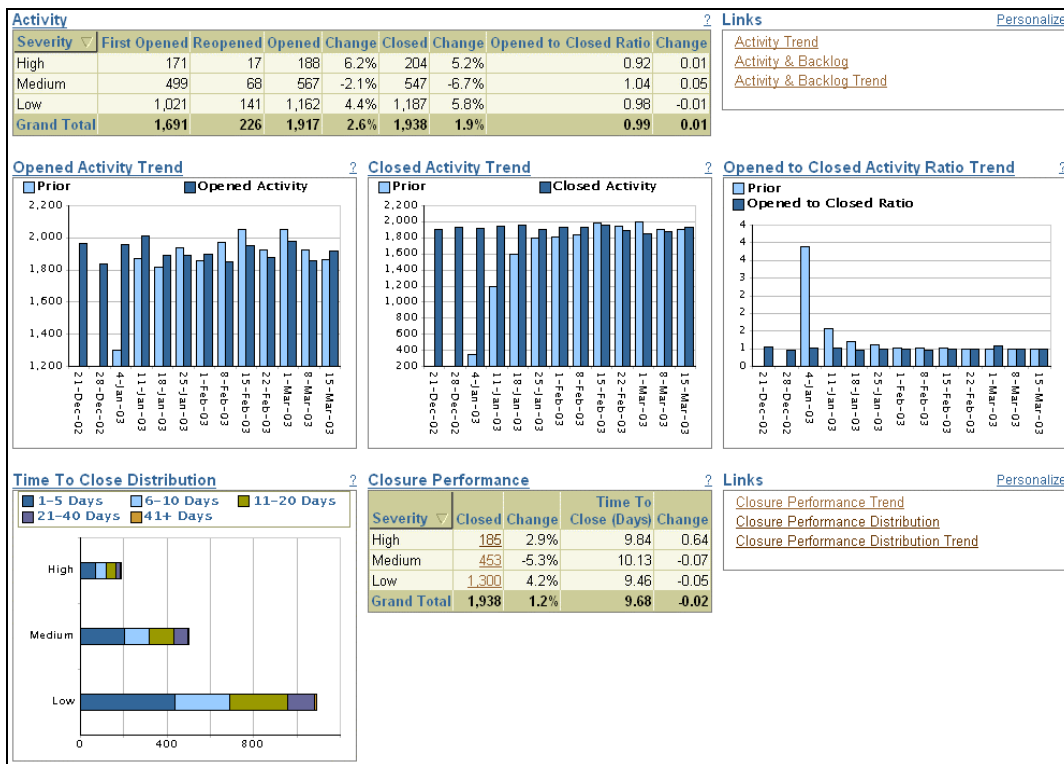 Activity ?
Severity First Opened Reopened Opened Change Closed Change Opened to Closed Ratio Change
High 171 17 188 6.2% 204 5.2% 0.92 0.01
Medium 499 68 567 -2.1% 547 -6.7% 1.04 0.05
Low 1,021 141 1,162 4.4% 1,187 5.8% 0.98 -0.01
Grand Total 1,691 226 1,917 2.6% 1,938 1.9% 0.99 0.01
Links Personalize
Activity Trend
Activity & Backlog
Activity & Backlog Trend
Opened Activity Trend ?
Prior Opened Activity
2,200
2,000
1,800
1,600
1,400
1,200
21-Dec-02
28-Dec-02
4-Jan-03
11-Jan-03
18-Jan-03
25-Jan-03
1-Feb-03
8-Feb-03
15-Feb-03
22-Feb-03
1-Mar-03
8-Mar-03
15-Mar-03
Closed Activity Trend ?
Prior Closed Activity
2,200
2,000
1,800
1,600
1,400
1,200
1,000
800
600
400
200
21-Dec-02
28-Dec-02
4-Jan-03
11-Jan-03
18-Jan-03
25-Jan-03
1-Feb-03
8-Feb-03
15-Feb-03
22-Feb-03
1-Mar-03
8-Mar-03
15-Mar-03
Opened to Closed Activity Ratio Trend ?
Prior
Opened to Closed Ratio
4
4
3
2
2
2
1
1
0
21-Dec-02
28-Dec-02
4-Jan-03
11-Jan-03
18-Jan-03
25-Jan-03
1-Feb-03
8-Feb-03
15-Feb-03
22-Feb-03
1-Mar-03
8-Mar-03
15-Mar-03
Time To Close Distribution ?
1-5 Days 6-10 Days 11-20 Days
21-40 Days 41+ Days
High
Medium
Low
0 400 800
Closure Performance ?
Severity Closed Change Time To Close (Days) Change
High 185 2.9% 9.84 0.64
Medium 453 -5.3% 10.13 -0.07
Low 1,300 4.2% 9.46 -0.05
Grand Total 1,938 1.2% 9.68 -0.02
Links Personalize
Closure Performance Trend
Closure Performance Distribution
Closure Performance Distribution Trend